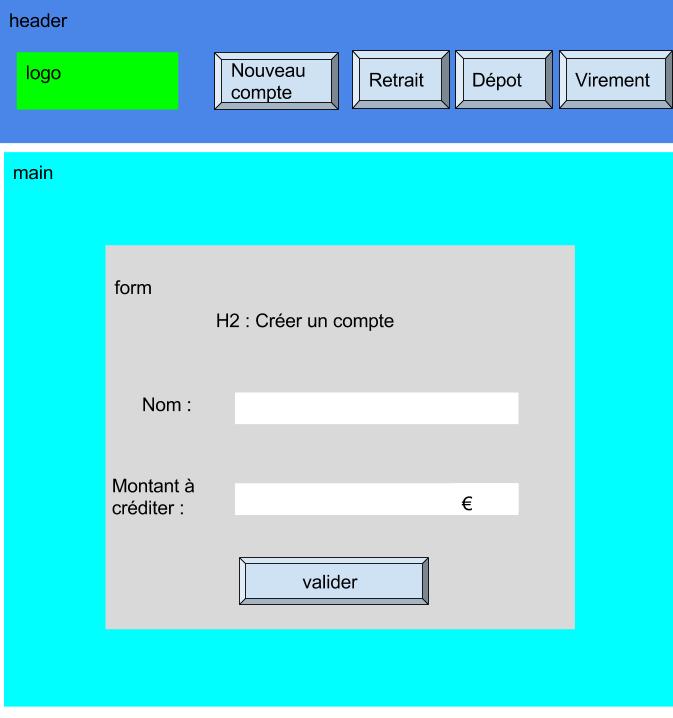 header
logo
Nouveau
compte
Retrait
Dépot
Virement
main
form
H2 : Créer un compte
Nom :
Montant à
créditer :
€
valider